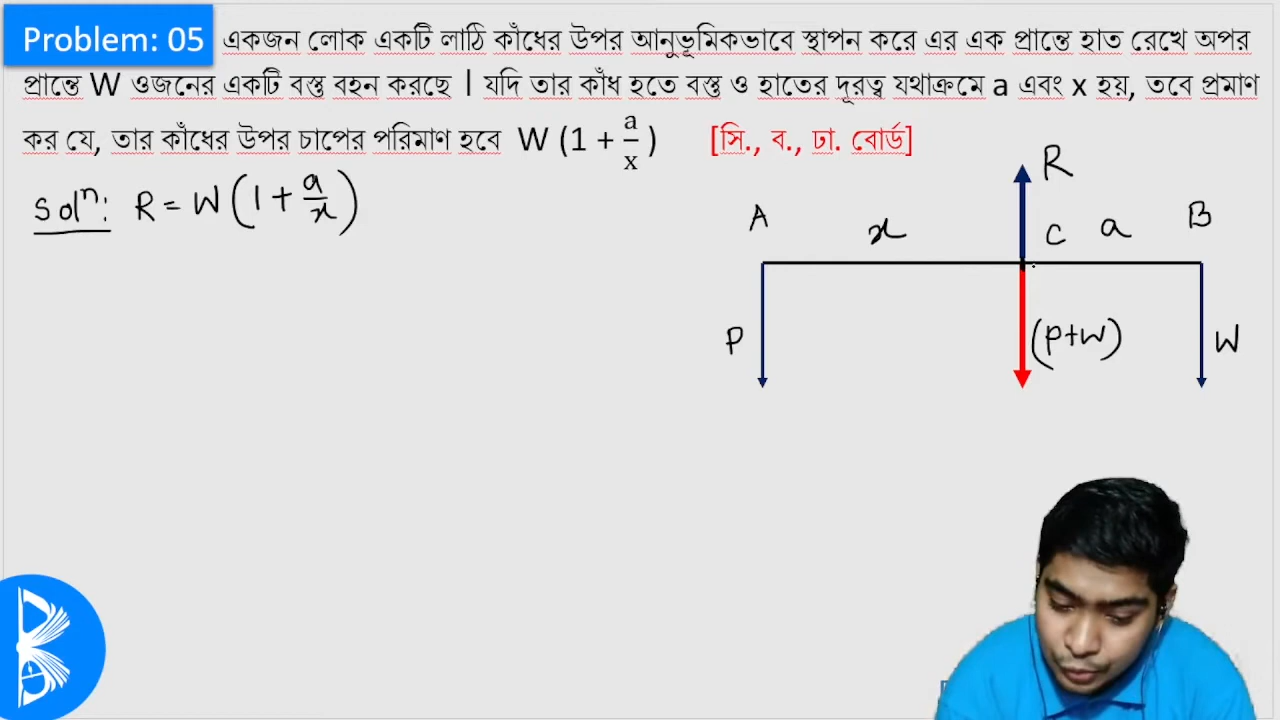 Problem: 05 একজন লোক একটি লাঠি কাঁধের উপর আনুভূমিকভাবে স্থাপন করে এর এক প্রান্তে হাত রেখে অপর
প্রান্তে W ওজনের একটি বস্তু বহন করছে । যদি তার কাঁধ হতে বস্তু ও হাতের দূরত্ব যথাক্রমে a এবং x হয়, তবে প্রমাণ
কর যে, তার কাঁধের উপর চাপের পরিমাণ হবে W (1 + a/x) [সি., ব., ঢা. বোর্ড]
Solⁿ: R = W (1 + a/x)
R
A x C a B
P (P+W) W